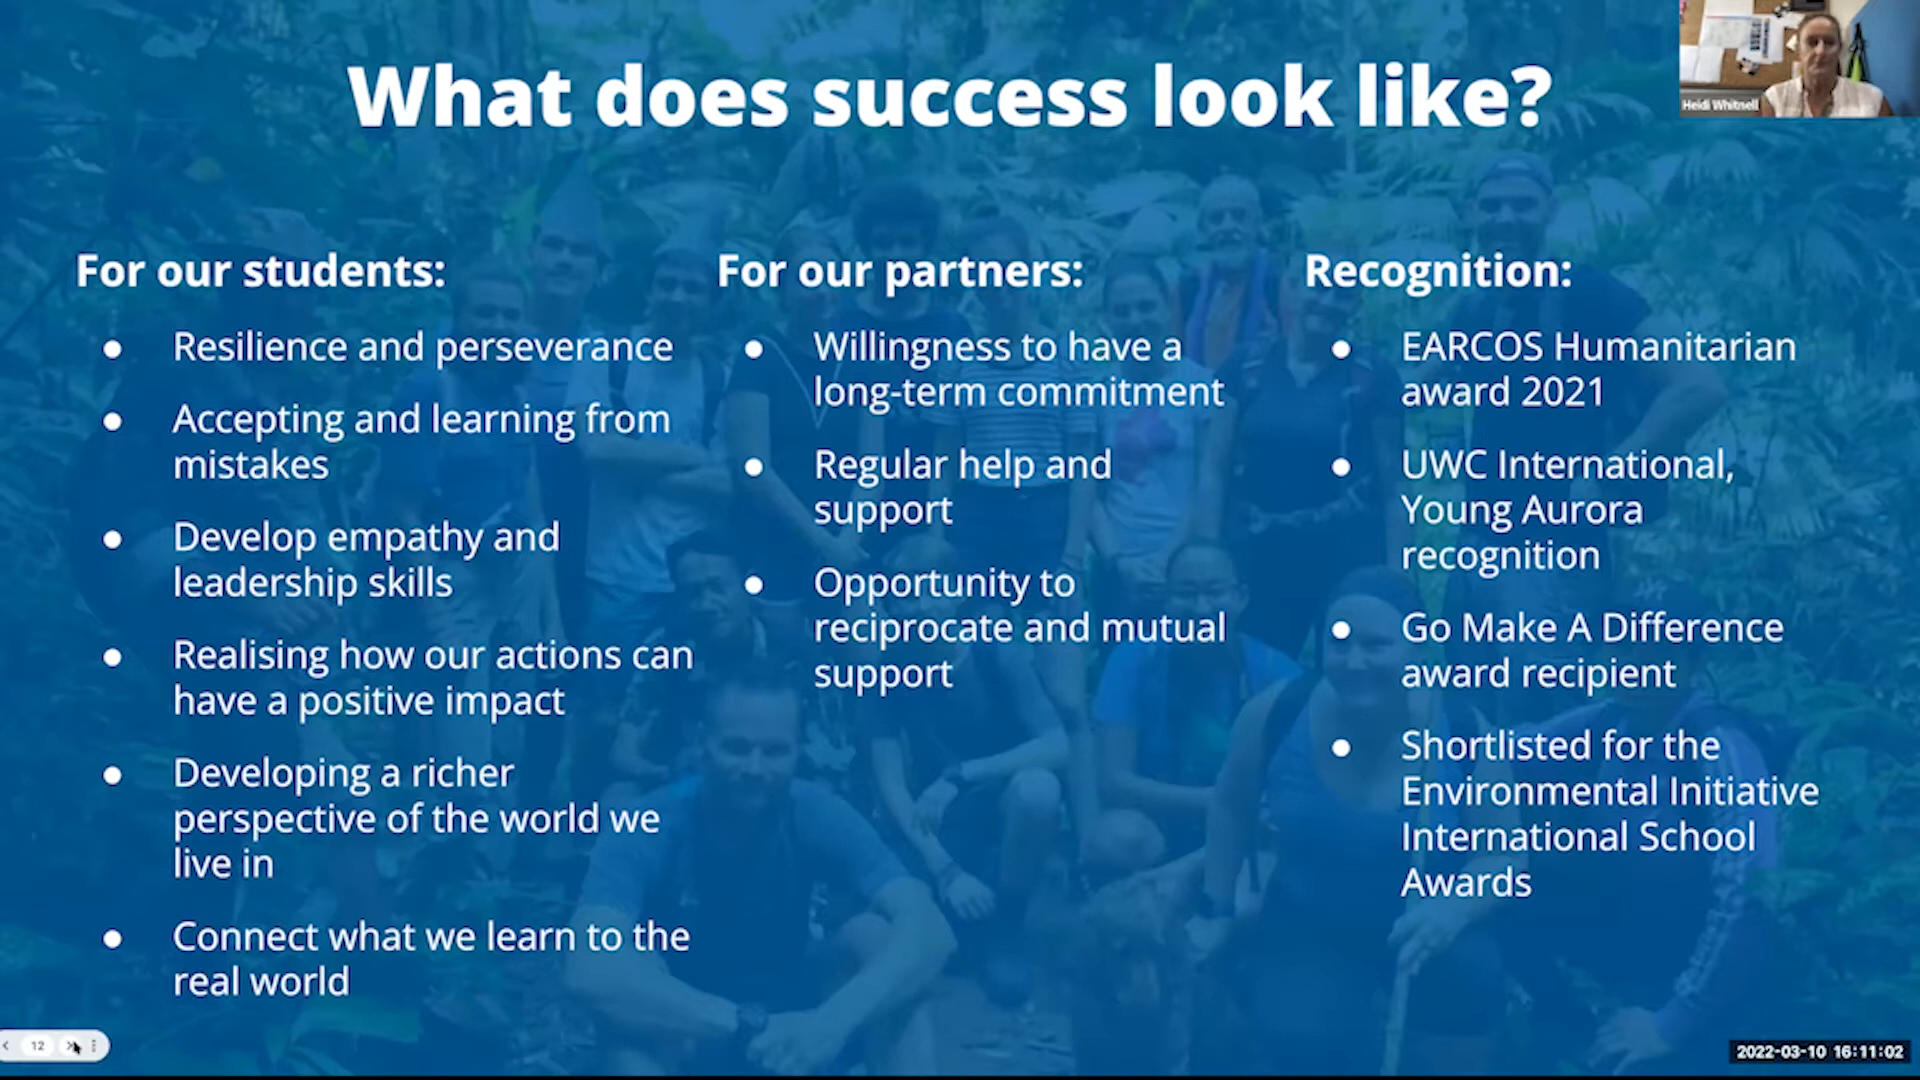 What does success look like?
Heidi Whitnell
For our students:
● Resilience and perseverance
● Accepting and learning from
mistakes
● Develop empathy and
leadership skills
● Realising how our actions can
have a positive impact
● Developing a richer
perspective of the world we
live in
● Connect what we learn to the
real world
For our partners:
● Willingness to have a
long-term commitment
● Regular help and
support
● Opportunity to
reciprocate and mutual
support
Recognition:
● EARCOS Humanitarian
award 2021
● UWC International,
Young Aurora
recognition
● Go Make A Difference
award recipient
● Shortlisted for the
Environmental Initiative
International School
Awards
12
2022-03-10 16:11:02